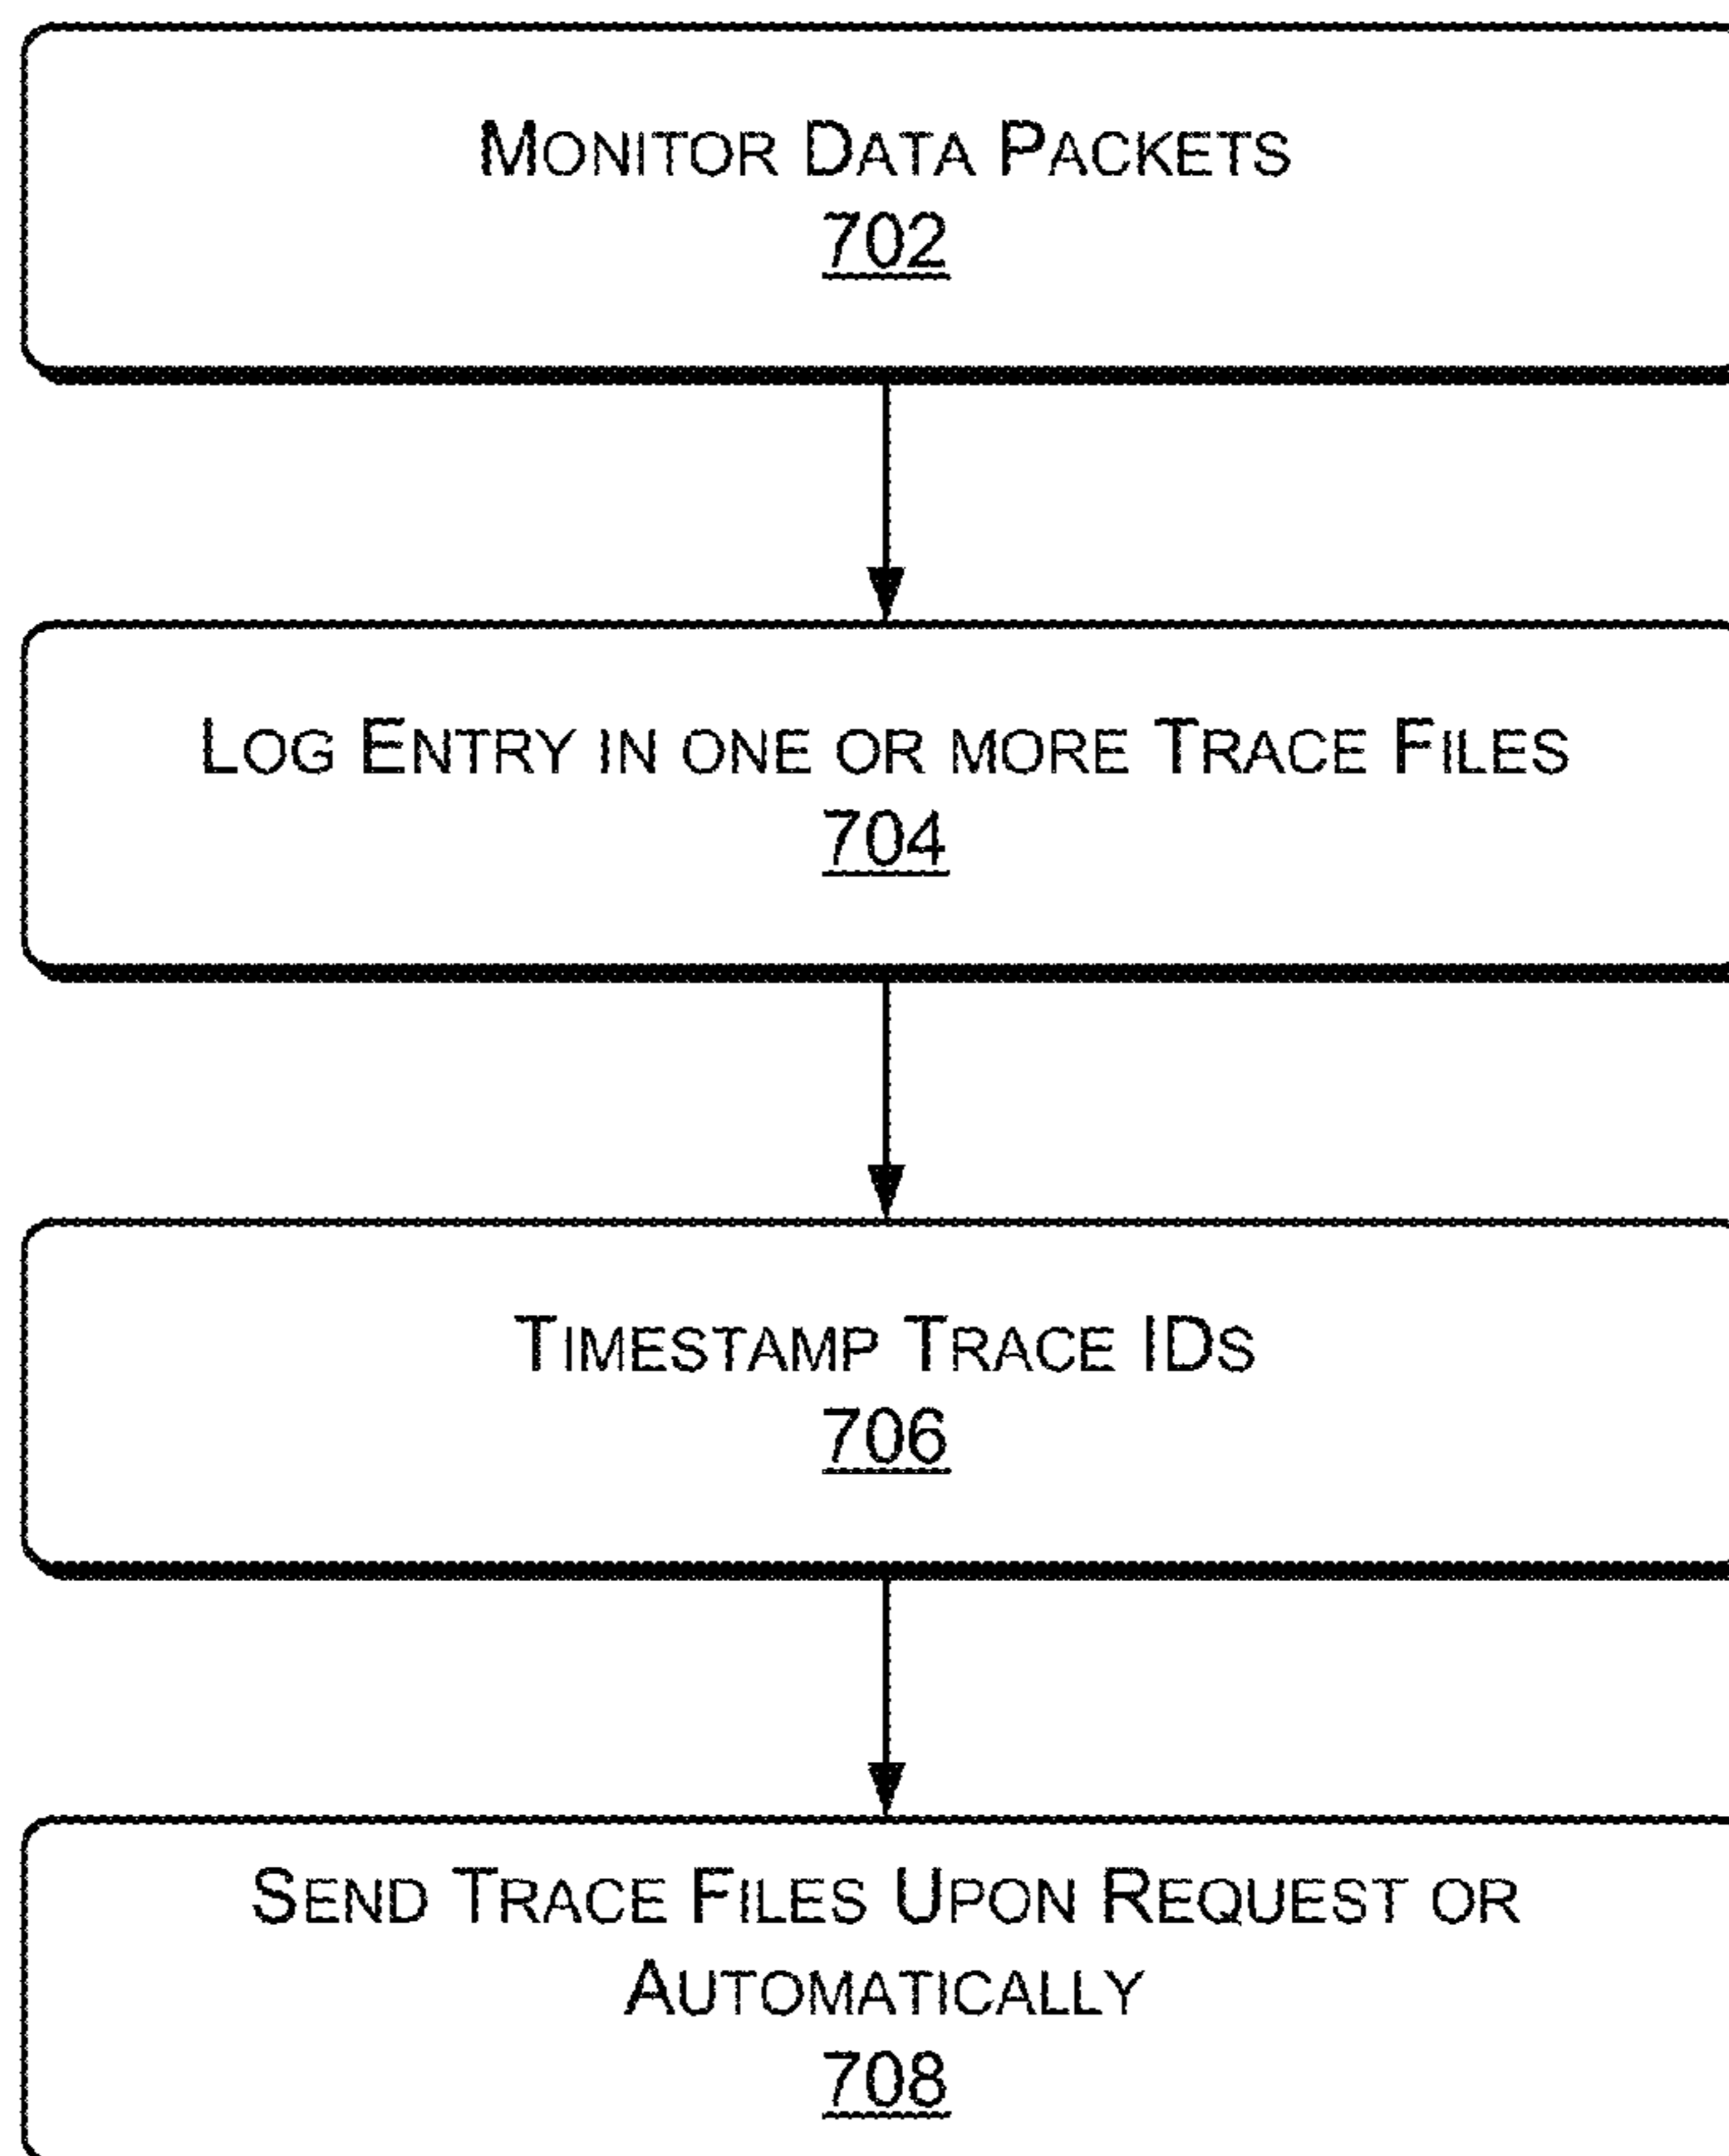 Monitor Data Packets
702
Log Entry in one or more Trace Files
704
Timestamp Trace IDs
706
Send Trace Files Upon Request or
Automatically
708